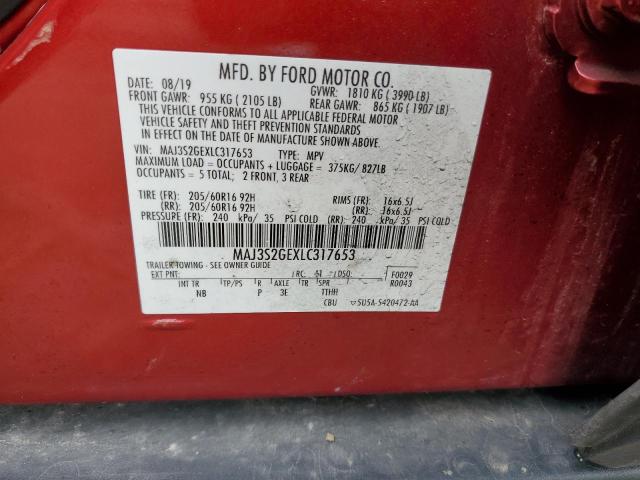 MFD. BY FORD MOTOR CO.
DATE: 08/19 GVWR: 1810 KG ( 3990 LB)
FRONT GAWR: 955 KG ( 2105 LB) REAR GAWR: 865 KG ( 1907 LB)
THIS VEHICLE CONFORMS TO ALL APPLICABLE FEDERAL MOTOR
VEHICLE SAFETY AND THEFT PREVENTION STANDARDS
IN EFFECT ON THE DATE OF MANUFACTURE SHOWN ABOVE.
VIN: MAJ3S2GEXLC317653 TYPE: MPV
MAXIMUM LOAD = OCCUPANTS + LUGGAGE = 375KG/ 827LB
OCCUPANTS = 5 TOTAL; 2 FRONT, 3 REAR
TIRE (FR): 205/60R16 92H RIMS (FR): 16x6.5J
(RR): 205/60R16 92H (RR): 16x6.5J
PRESSURE (FR): 240 kPa/ 35 PSI COLD (RR): 240 kPa/ 35 PSI COLD
MAJ3S2GEXLC317653
TRAILER TOWING - SEE OWNER GUIDE
EXT PNT: RC: 41 DSO: F0029
R0043
INT TR TP/PS R AXLE TR SPR
NB P 3E TTHH
CBU 5U5A-5420472-AA